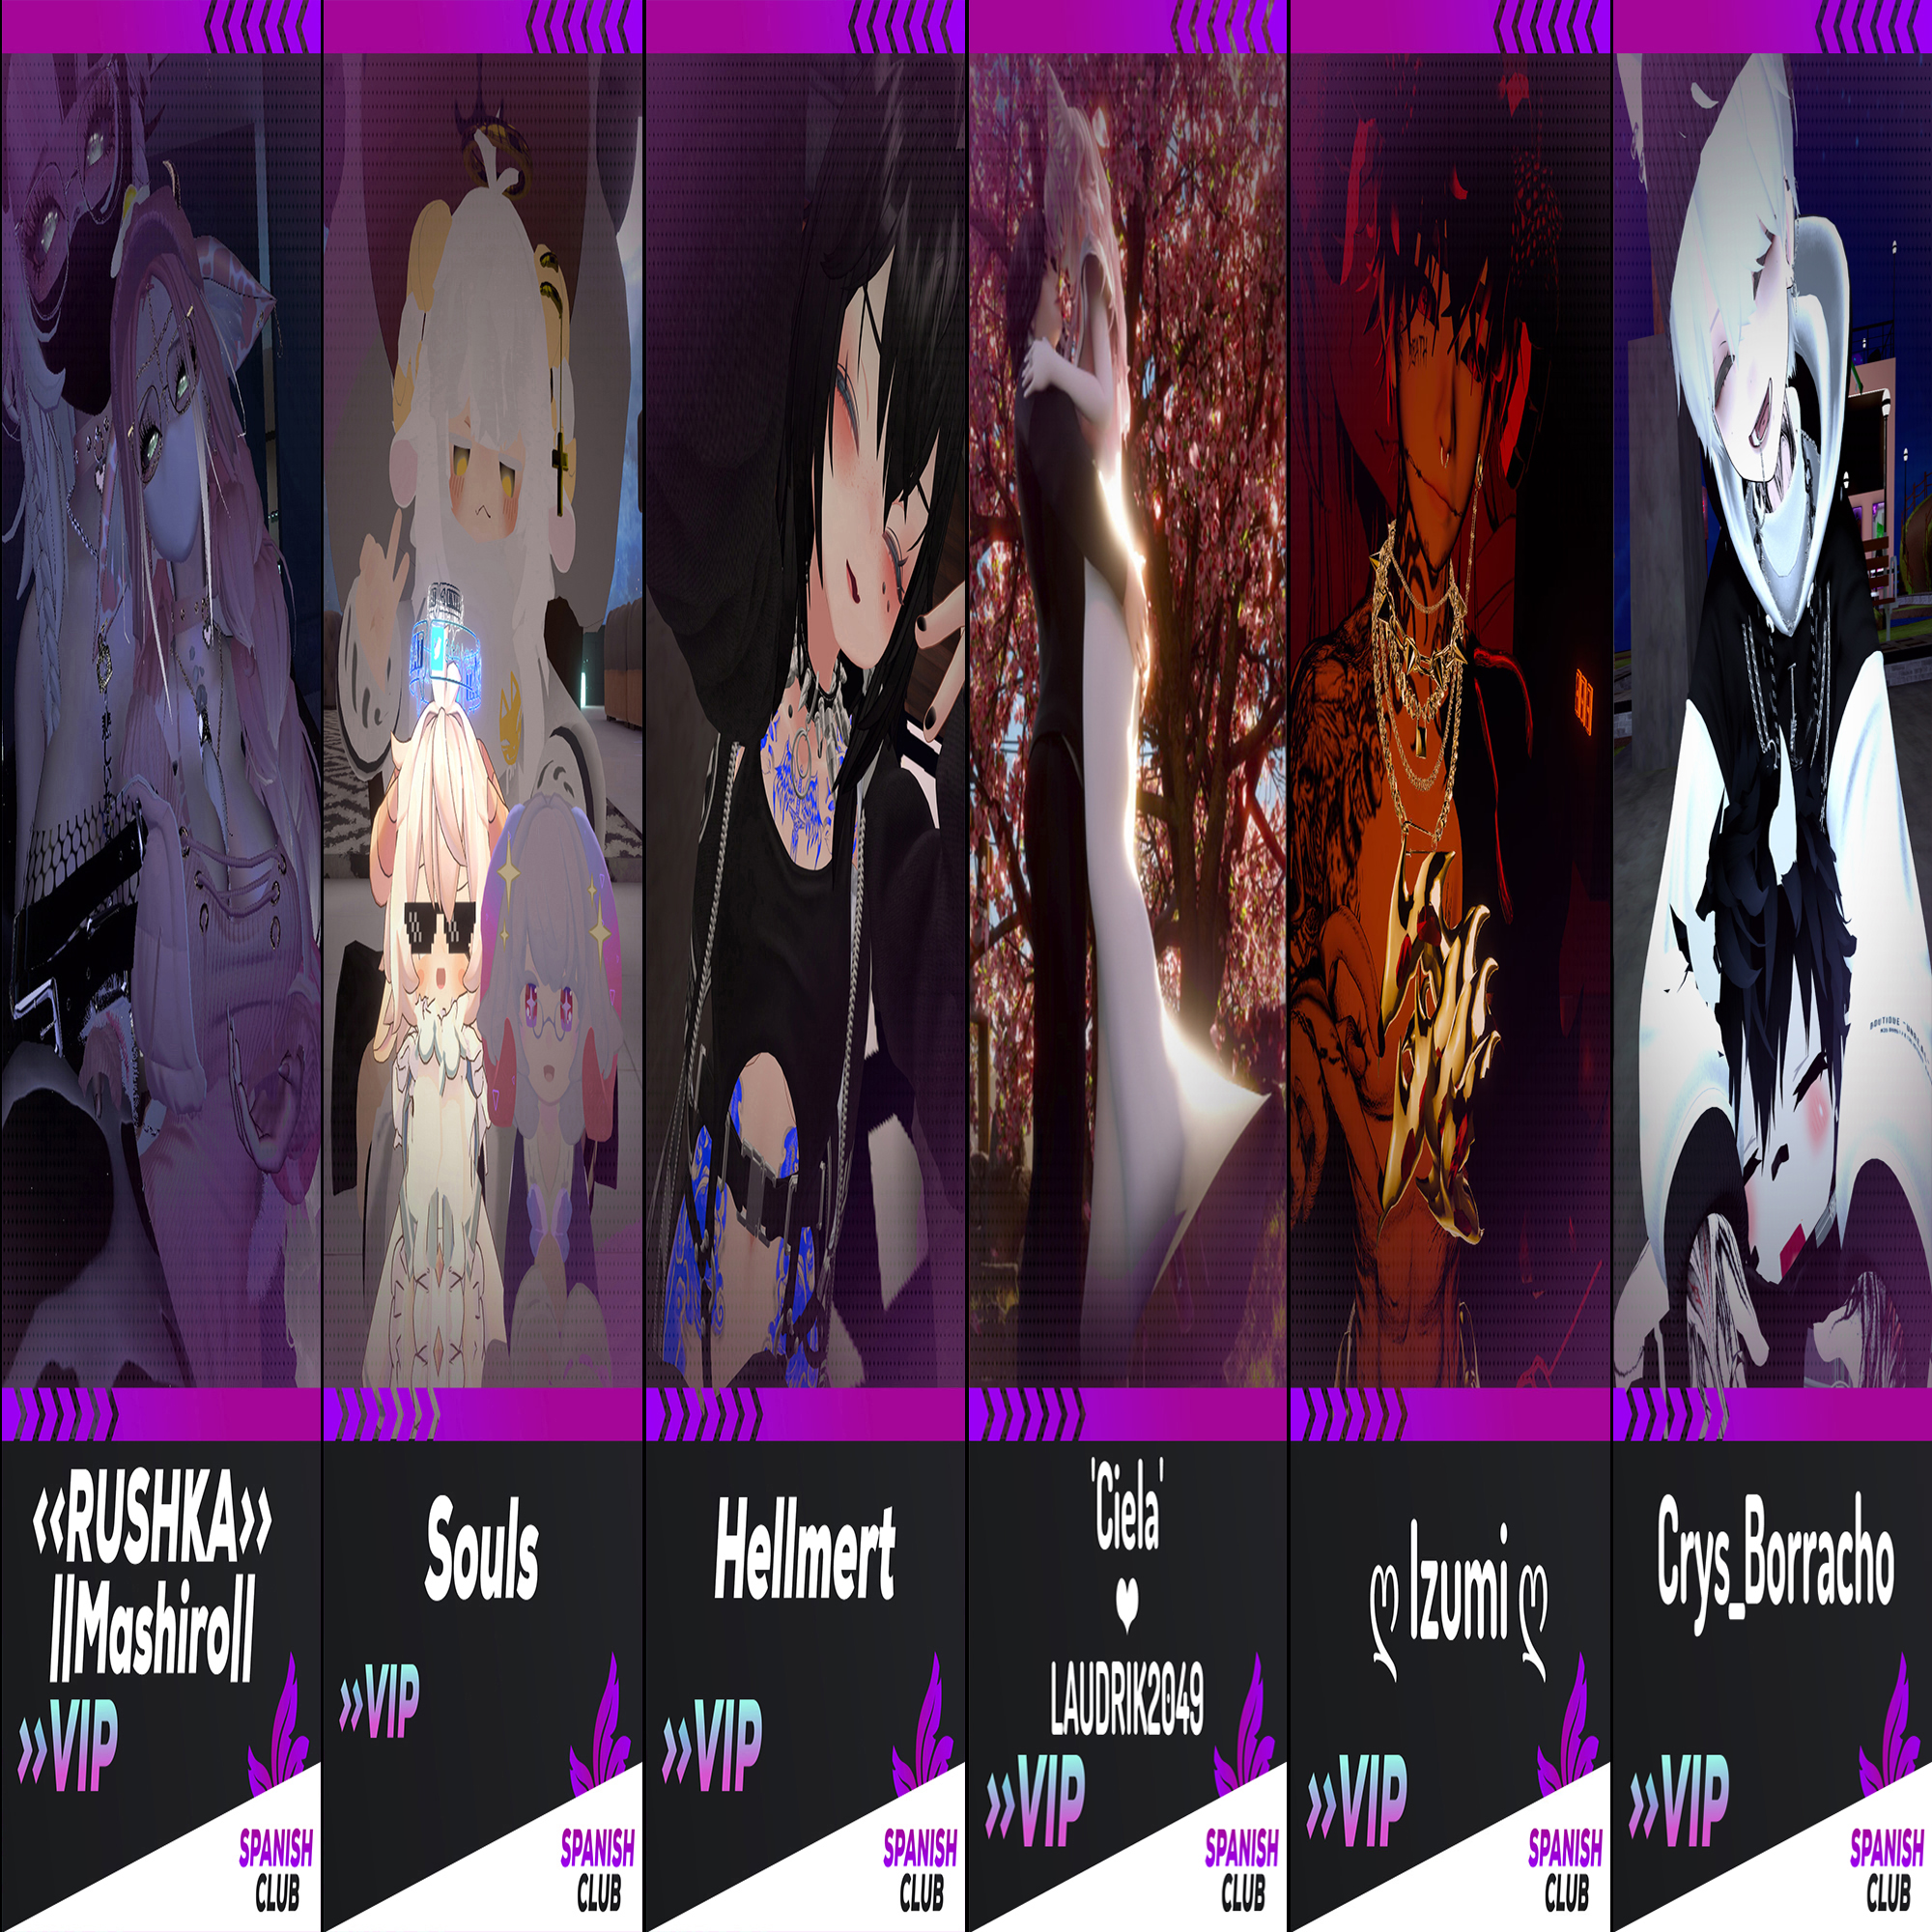 ‹‹RUSHKA››
||Mashiro||
››VIP
SPANISH
CLUB
Souls
››VIP
SPANISH
CLUB
Hellmert
››VIP
SPANISH
CLUB
'Ciela'
♥
LAUDRIK2049
››VIP
SPANISH
CLUB
DEATH
ღ Izumi ღ
››VIP
SPANISH
CLUB
Crys_Borracho
››VIP
SPANISH
CLUB